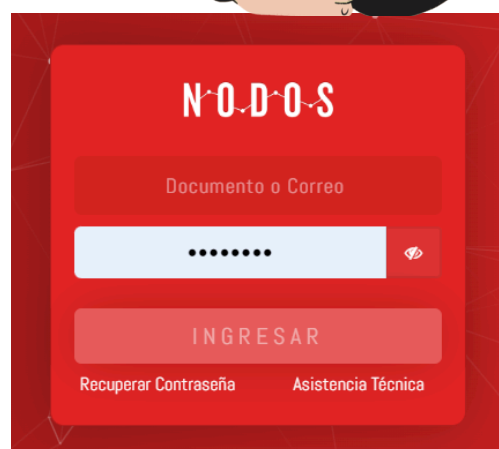 NODOS
Documento o Correo
••••••••
INGRESAR
Recuperar Contraseña Asistencia Técnica